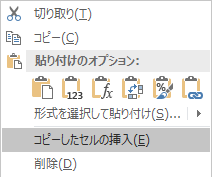 切り取り(T)
コピー(C)
貼り付けのオプション:
123 fx %
形式を選択して貼り付け(S)...
コピーしたセルの挿入(E)
削除(D)